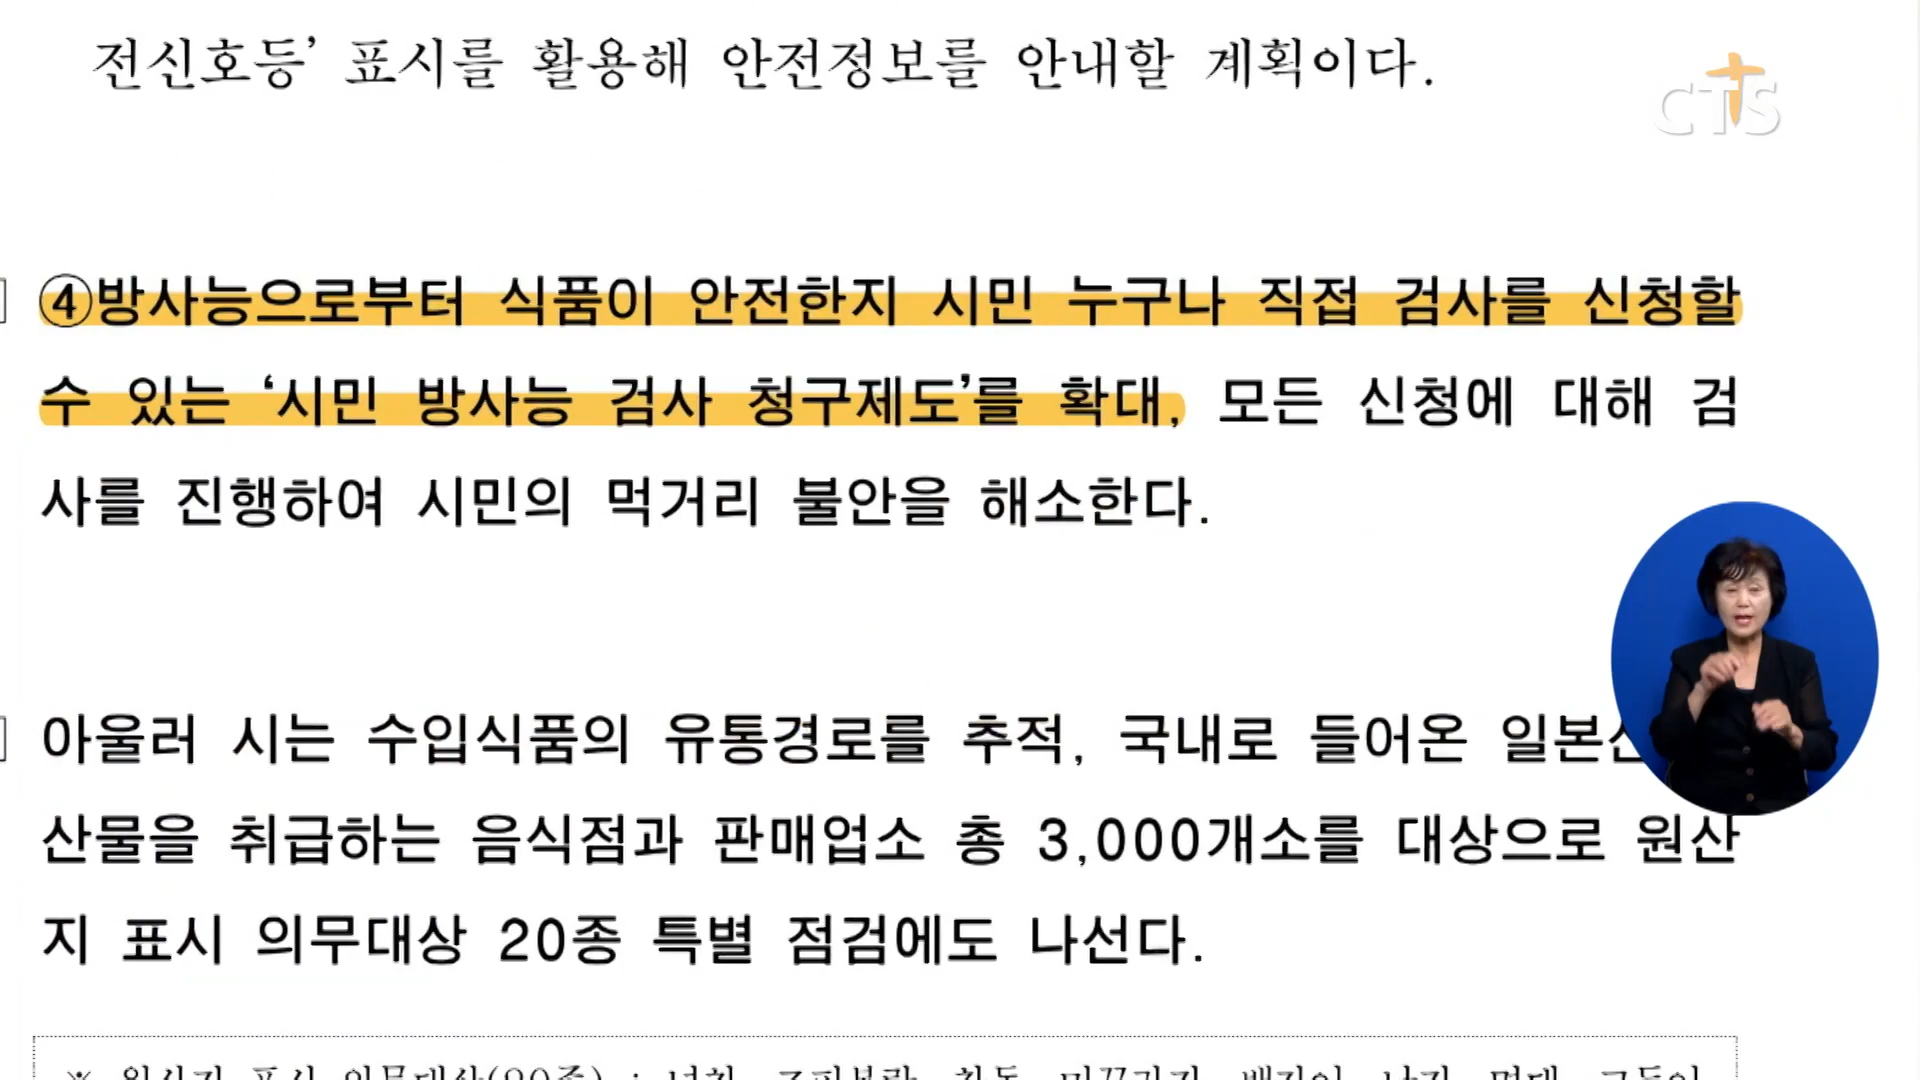 전신호등’ 표시를 활용해 안전정보를 안내할 계획이다.
CTS
④방사능으로부터 식품이 안전한지 시민 누구나 직접 검사를 신청할
수 있는 ‘시민 방사능 검사 청구제도’를 확대, 모든 신청에 대해 검
사를 진행하여 시민의 먹거리 불안을 해소한다.
아울러 시는 수입식품의 유통경로를 추적, 국내로 들어온
산물을 취급하는 음식점과 판매업소 총 3,000개소를 대상으로 원산
지 표시 의무대상 20종 특별 점검에도 나선다.